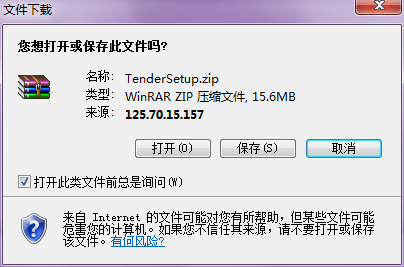 文件下载
您想打开或保存此文件吗?
名称: TenderSetup.zip
类型: WinRAR ZIP 压缩文件, 15.6MB
来源: 125.70.15.157
打开(O) 保存(S) 取消
打开此类文件前总是询问(W)
来自 Internet 的文件可能对您有所帮助，但某些文件可能
危害您的计算机。如果您不信任其来源，请不要打开或保存
该文件。有何风险?